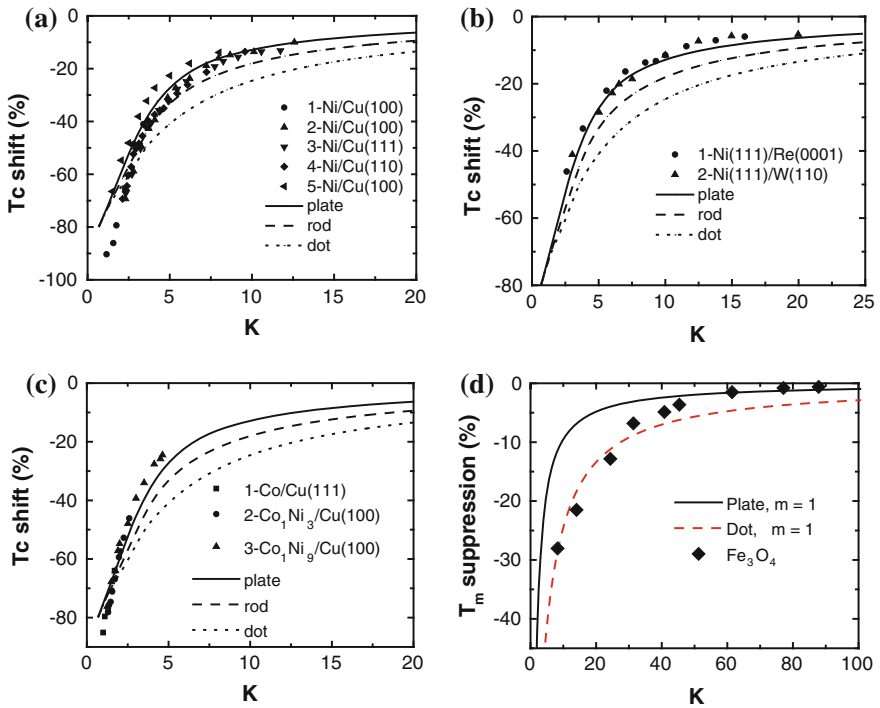 (a)
0
-20
-40
-60
-80
-100
Tc shift (%)
1-Ni/Cu(100)
2-Ni/Cu(100)
3-Ni/Cu(111)
4-Ni/Cu(110)
5-Ni/Cu(100)
plate
rod
dot
0 5 10 15 20
K
(b)
0
-20
-40
-60
-80
Tc shift (%)
1-Ni(111)/Re(0001)
2-Ni(111)/W(110)
plate
rod
dot
0 5 10 15 20 25
K
(c)
0
-20
-40
-60
-80
Tc shift (%)
1-Co/Cu(111)
2-Co₁Ni₃/Cu(100)
3-Co₁Ni₉/Cu(100)
plate
rod
dot
0 5 10 15 20
K
(d)
0
-10
-20
-30
-40
Tₘ suppression (%)
Plate, m = 1
Dot, m = 1
Fe₃O₄
0 20 40 60 80 100
K